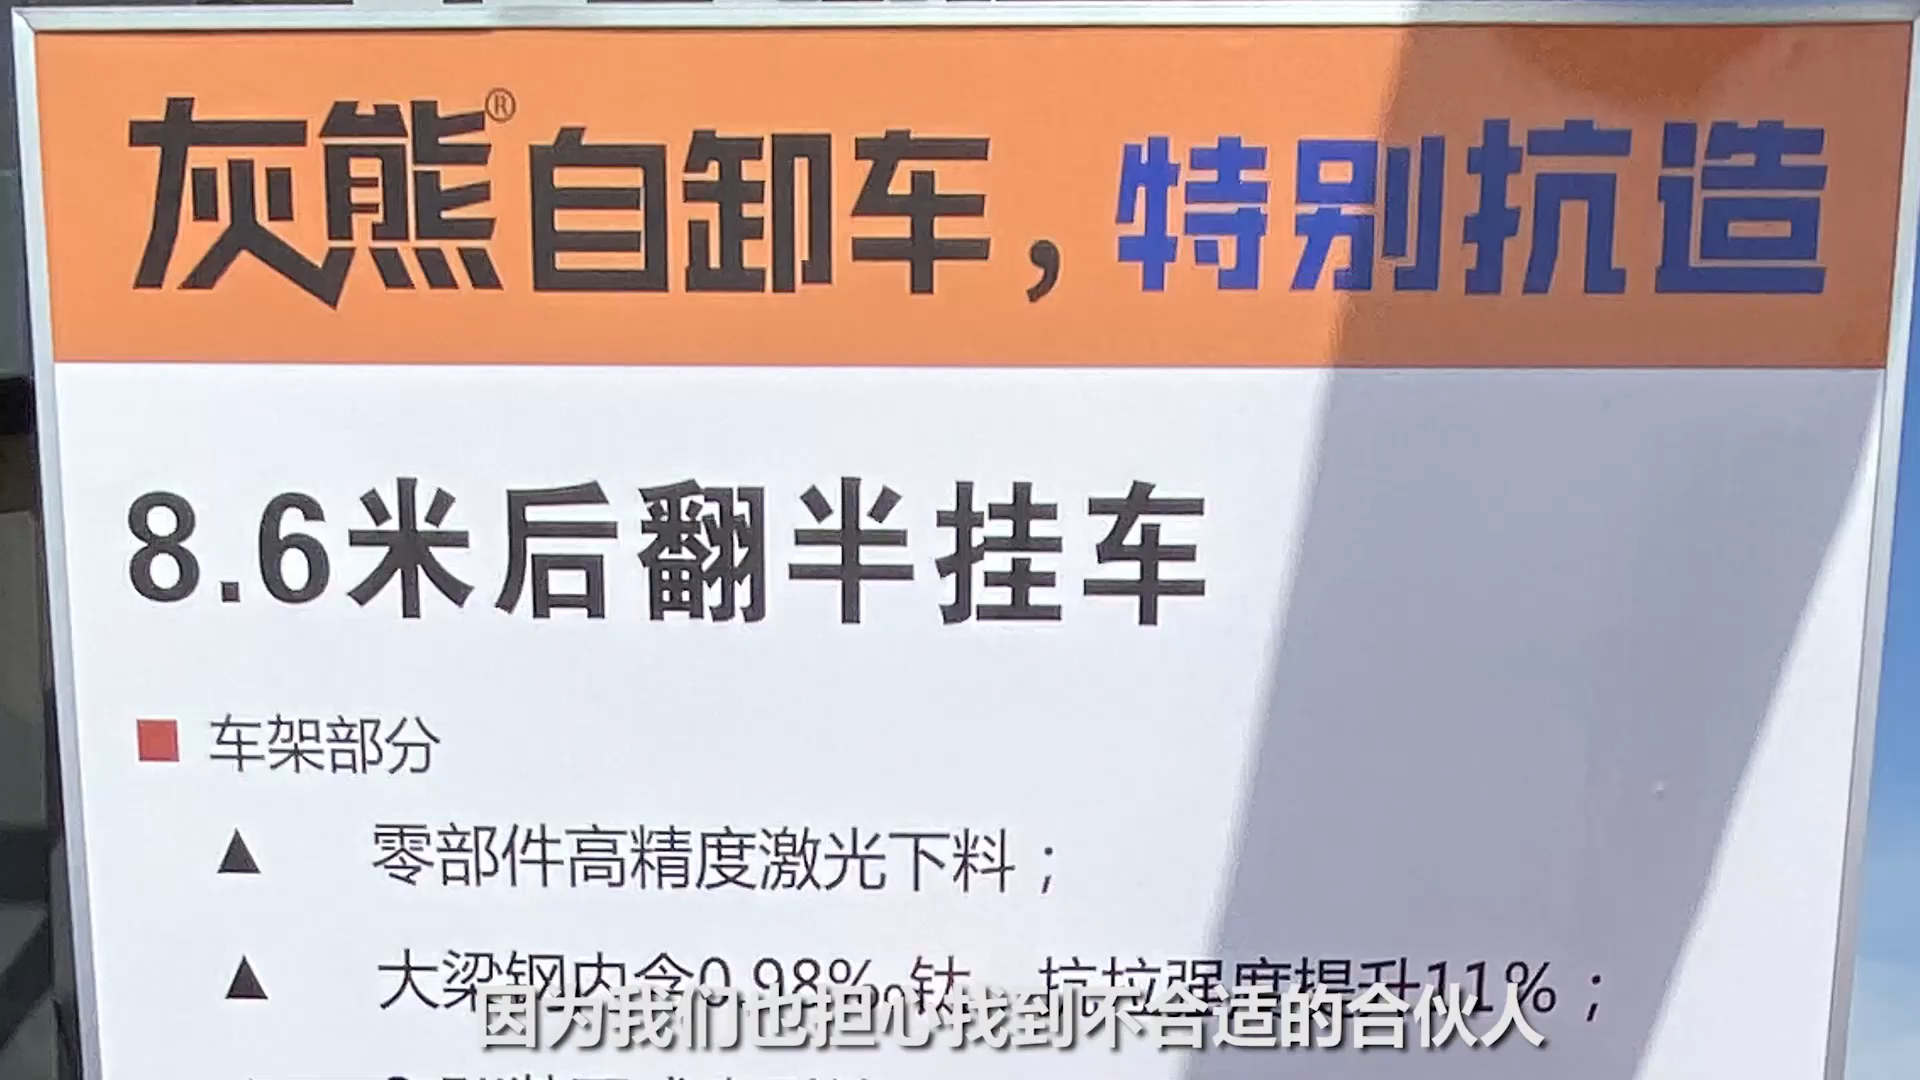 灰熊®自卸车，特别抗造
8.6米后翻半挂车
车架部分
▲ 零部件高精度激光下料；
▲ 大梁钢内含0.98‰钛，抗拉强度提升11%；
因为我们也担心找到不合适的合伙人